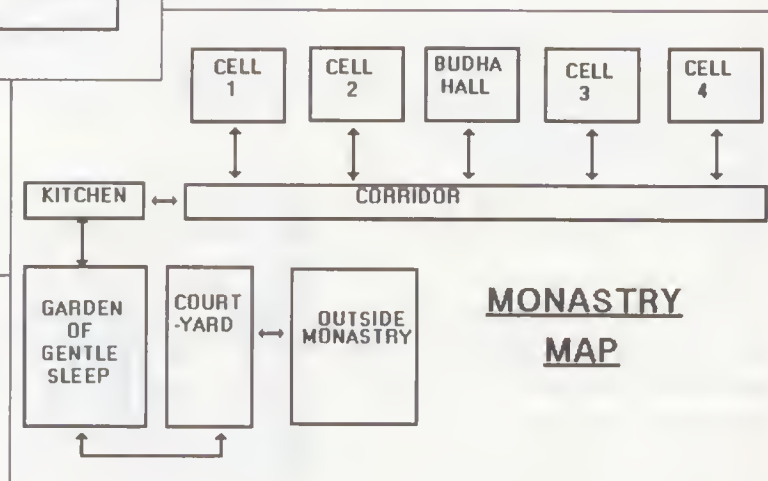 CELL
1
CELL
2
BUDHA
HALL
CELL
3
CELL
4
KITCHEN
CORRIDOR
GARDEN
OF
GENTLE
SLEEP
COURT
-YARD
OUTSIDE
MONASTRY
MONASTRY
MAP